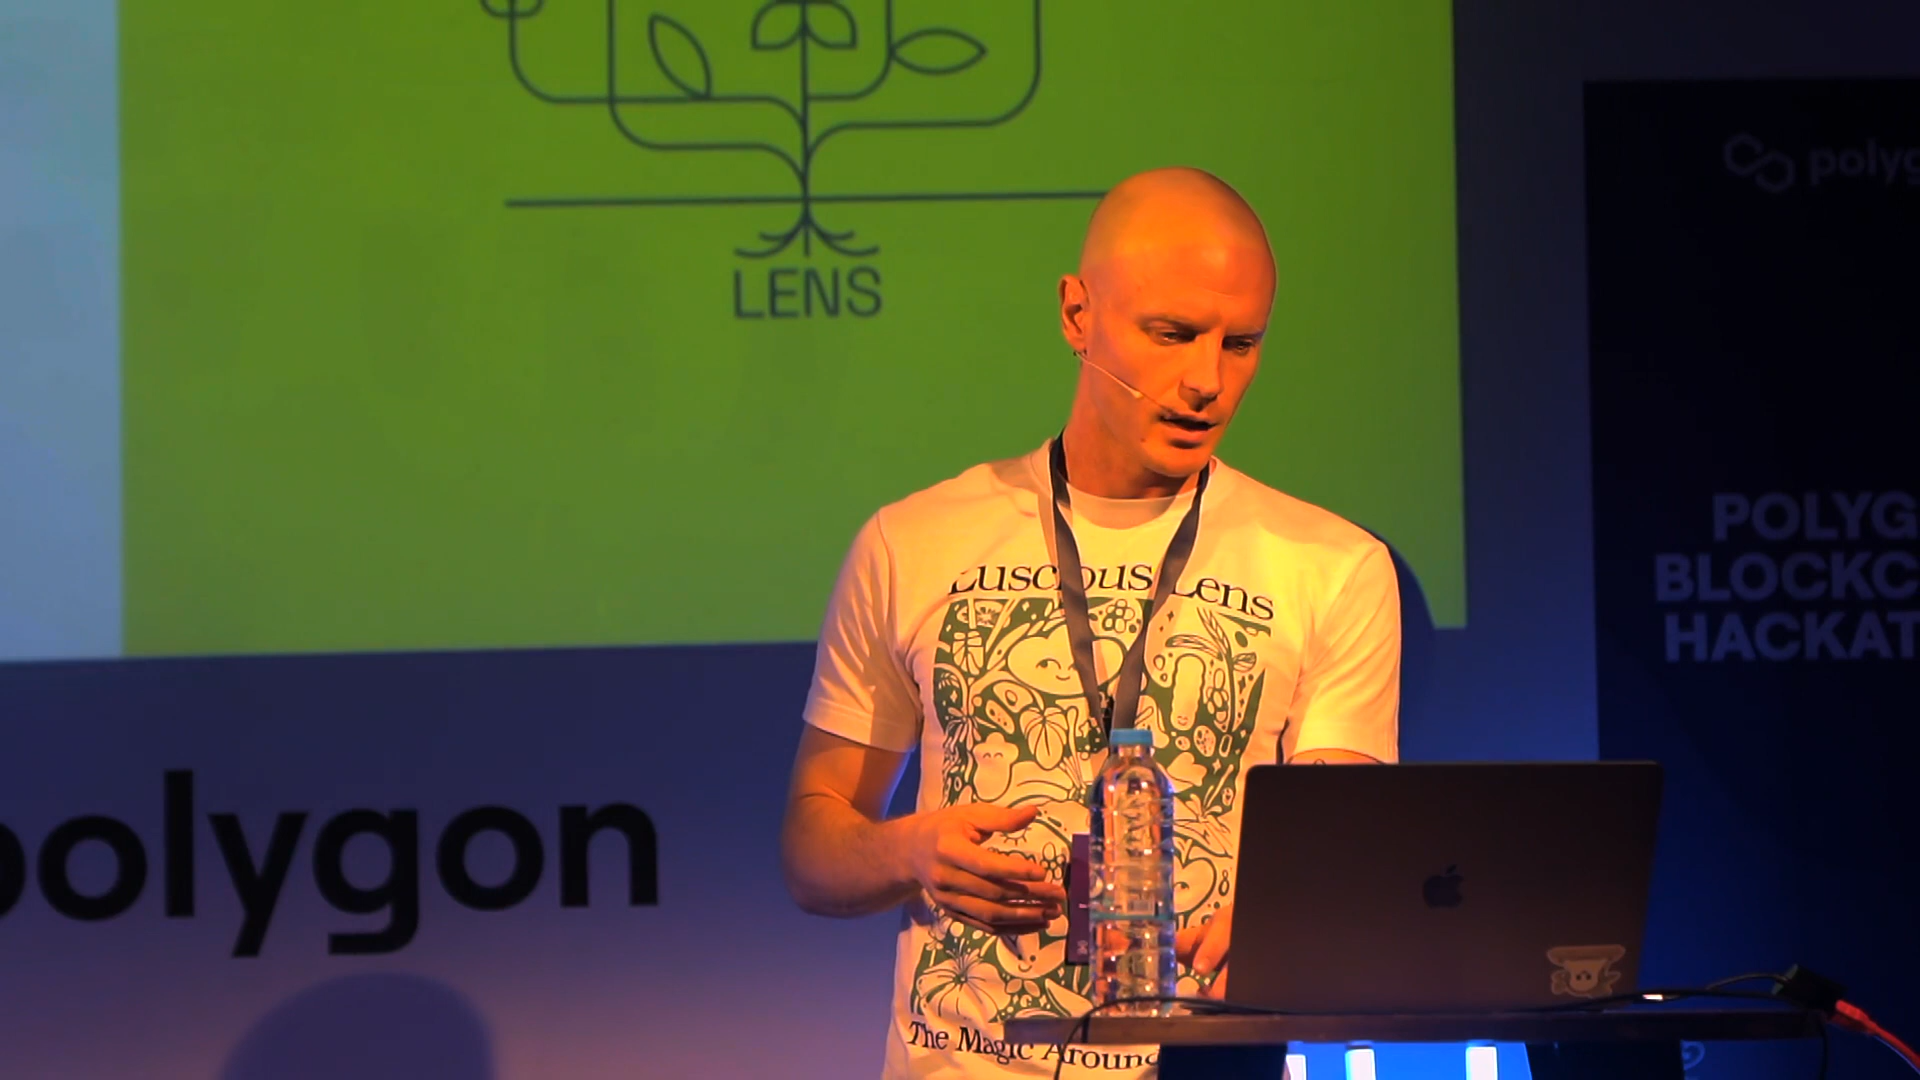 LENS
polyg
POLYG
BLOCKC
HACKAT
Luscious Lens
polygon
The Magic Around